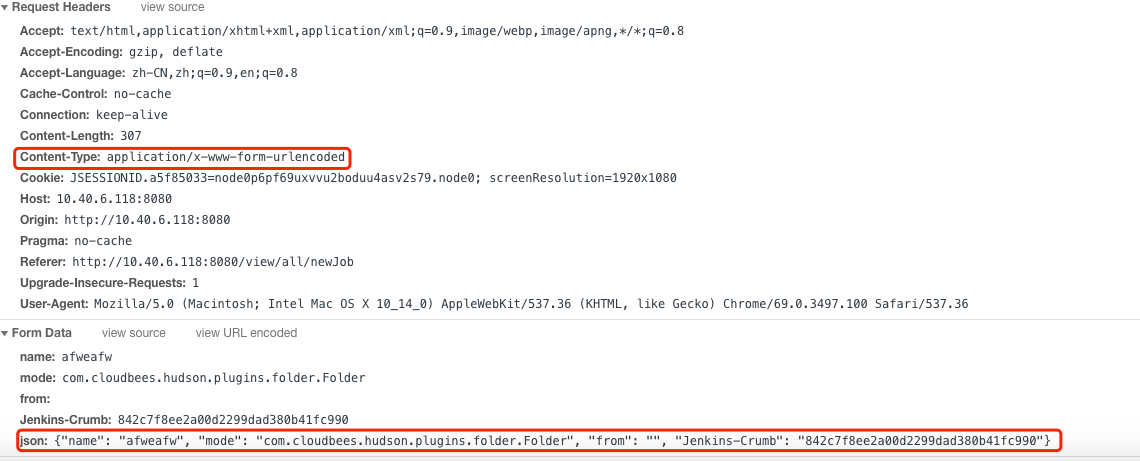 Request Headers view source
Accept: text/html,application/xhtml+xml,application/xml;q=0.9,image/webp,image/apng,*/*;q=0.8
Accept-Encoding: gzip, deflate
Accept-Language: zh-CN,zh;q=0.9,en;q=0.8
Cache-Control: no-cache
Connection: keep-alive
Content-Length: 307
Content-Type: application/x-www-form-urlencoded
Cookie: JSESSIONID.a5f85033=node0p6pf69uxvvu2boduu4asv2s79.node0; screenResolution=1920x1080
Host: 10.40.6.118:8080
Origin: http://10.40.6.118:8080
Pragma: no-cache
Referer: http://10.40.6.118:8080/view/all/newJob
Upgrade-Insecure-Requests: 1
User-Agent: Mozilla/5.0 (Macintosh; Intel Mac OS X 10_14_0) AppleWebKit/537.36 (KHTML, like Gecko) Chrome/69.0.3497.100 Safari/537.36
Form Data view source view URL encoded
name: afweafw
mode: com.cloudbees.hudson.plugins.folder.Folder
from:
Jenkins-Crumb: 842c7f8ee2a00d2299dad380b41fc990
json: {"name": "afweafw", "mode": "com.cloudbees.hudson.plugins.folder.Folder", "from": "", "Jenkins-Crumb": "842c7f8ee2a00d2299dad380b41fc990"}